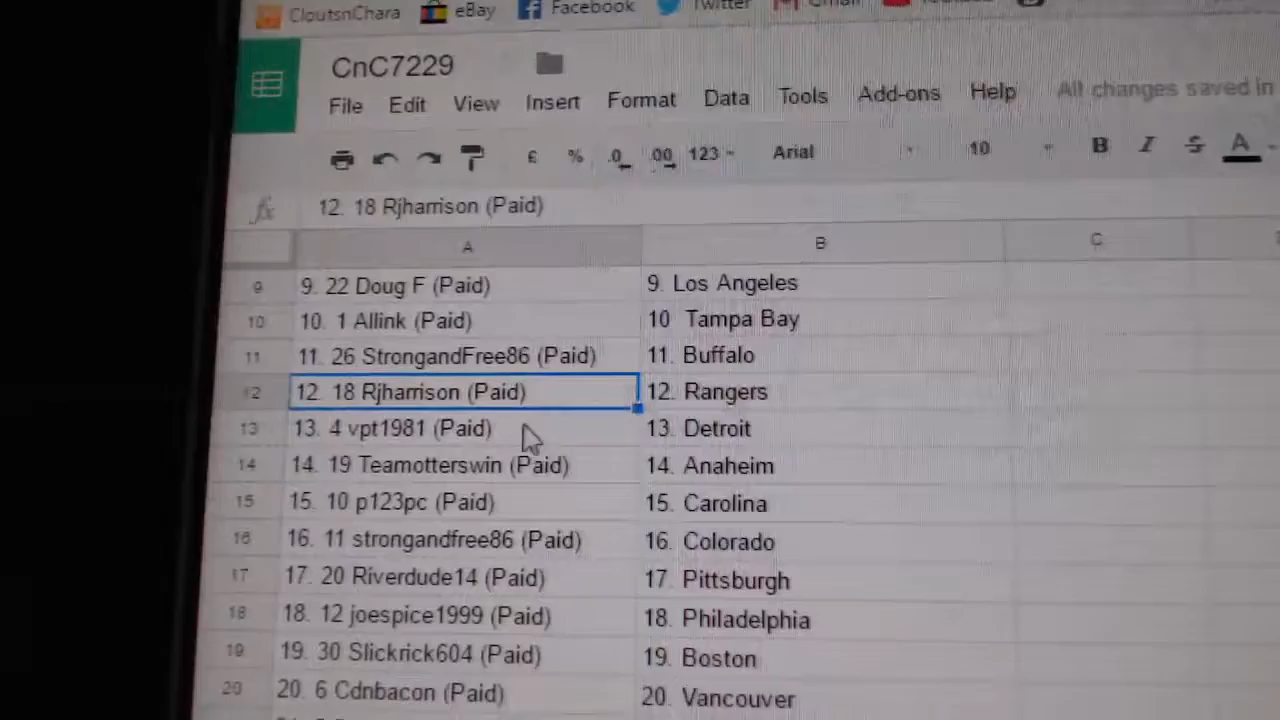 CloutsnChara eBay Facebook Twitter Gmail
CnC7229
File Edit View Insert Format Data Tools Add-ons Help All changes saved in
£ % .0 .00 123 Arial 10 B I S A
fx 12. 18 Rjharrison (Paid)
A B C
9 9. 22 Doug F (Paid) 9. Los Angeles
10 10. 1 Allink (Paid) 10 Tampa Bay
11 11. 26 StrongandFree86 (Paid) 11. Buffalo
12 12. 18 Rjharrison (Paid) 12. Rangers
13 13. 4 vpt1981 (Paid) 13. Detroit
14 14. 19 Teamotterswin (Paid) 14. Anaheim
15 15. 10 p123pc (Paid) 15. Carolina
16 16. 11 strongandfree86 (Paid) 16. Colorado
17 17. 20 Riverdude14 (Paid) 17. Pittsburgh
18 18. 12 joespice1999 (Paid) 18. Philadelphia
19 19. 30 Slickrick604 (Paid) 19. Boston
20 20. 6 Cdnbacon (Paid) 20. Vancouver